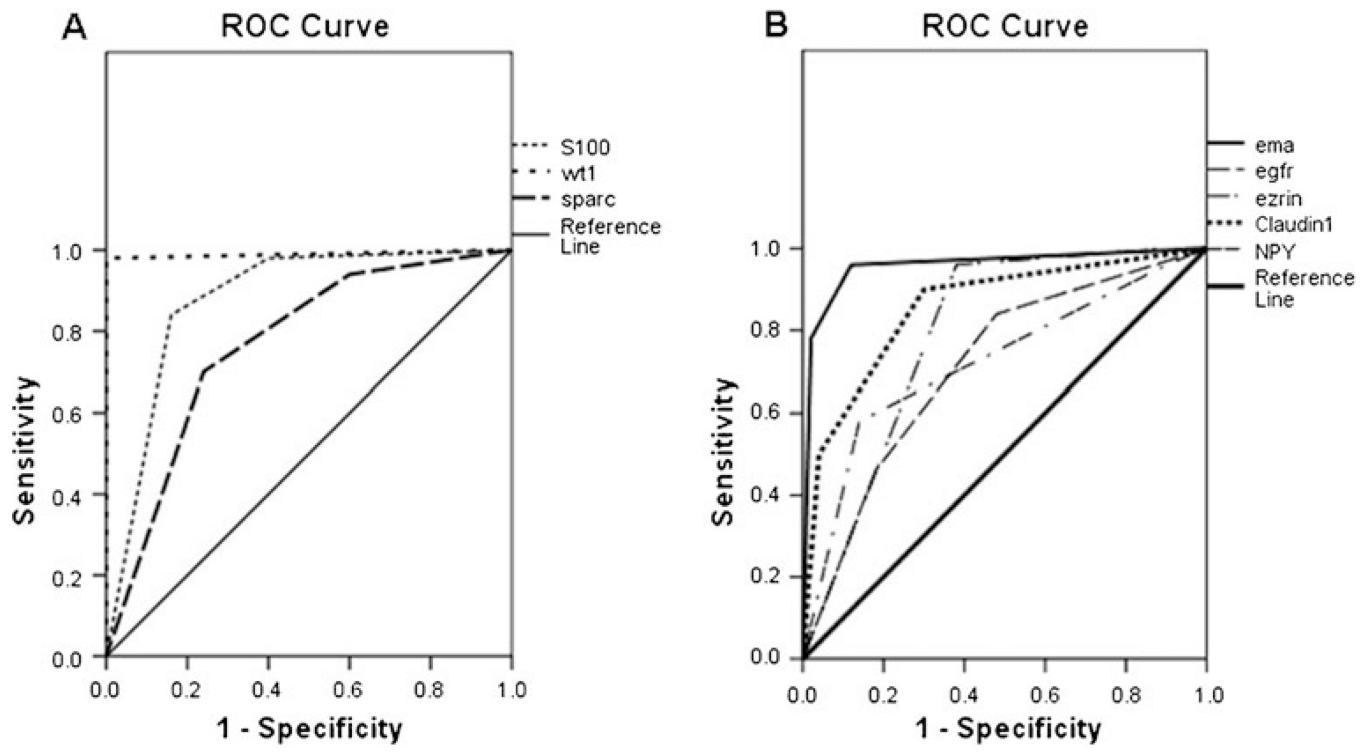 A
ROC Curve
S100
wt1
sparc
Reference
Line
1.0
0.8
0.6
0.4
0.2
0.0
Sensitivity
0.0 0.2 0.4 0.6 0.8 1.0
1 - Specificity
B
ROC Curve
ema
egfr
ezrin
Claudin1
NPY
Reference
Line
1.0
0.8
0.6
0.4
0.2
0.0
Sensitivity
0.0 0.2 0.4 0.6 0.8 1.0
1 - Specificity